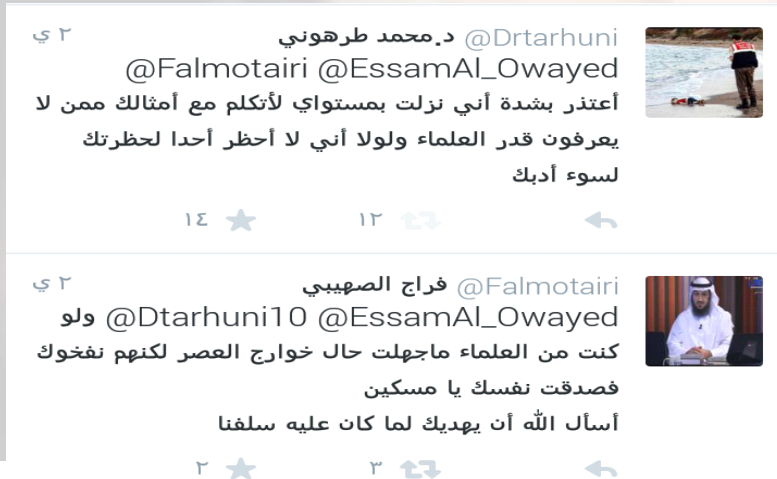 د.محمد طرهوني @Drtarhuni ٢ ي
@Falmotairi @EssamAl_Owayed
أعتذر بشدة أني نزلت بمستواي لأتكلم مع أمثالك ممن لا
يعرفون قدر العلماء ولولا أني لا أحظر أحدا لحظرتك
لسوء أدبك
١٢ ١٤
فراج الصهيبي @Falmotairi ٢ ي
@Dtarhuni10 @EssamAl_Owayed ولو
كنت من العلماء ماجهلت حال خوارج العصر لكنهم نفخوك
فصدقت نفسك يا مسكين
أسأل الله أن يهديك لما كان عليه سلفنا
٣ ٢